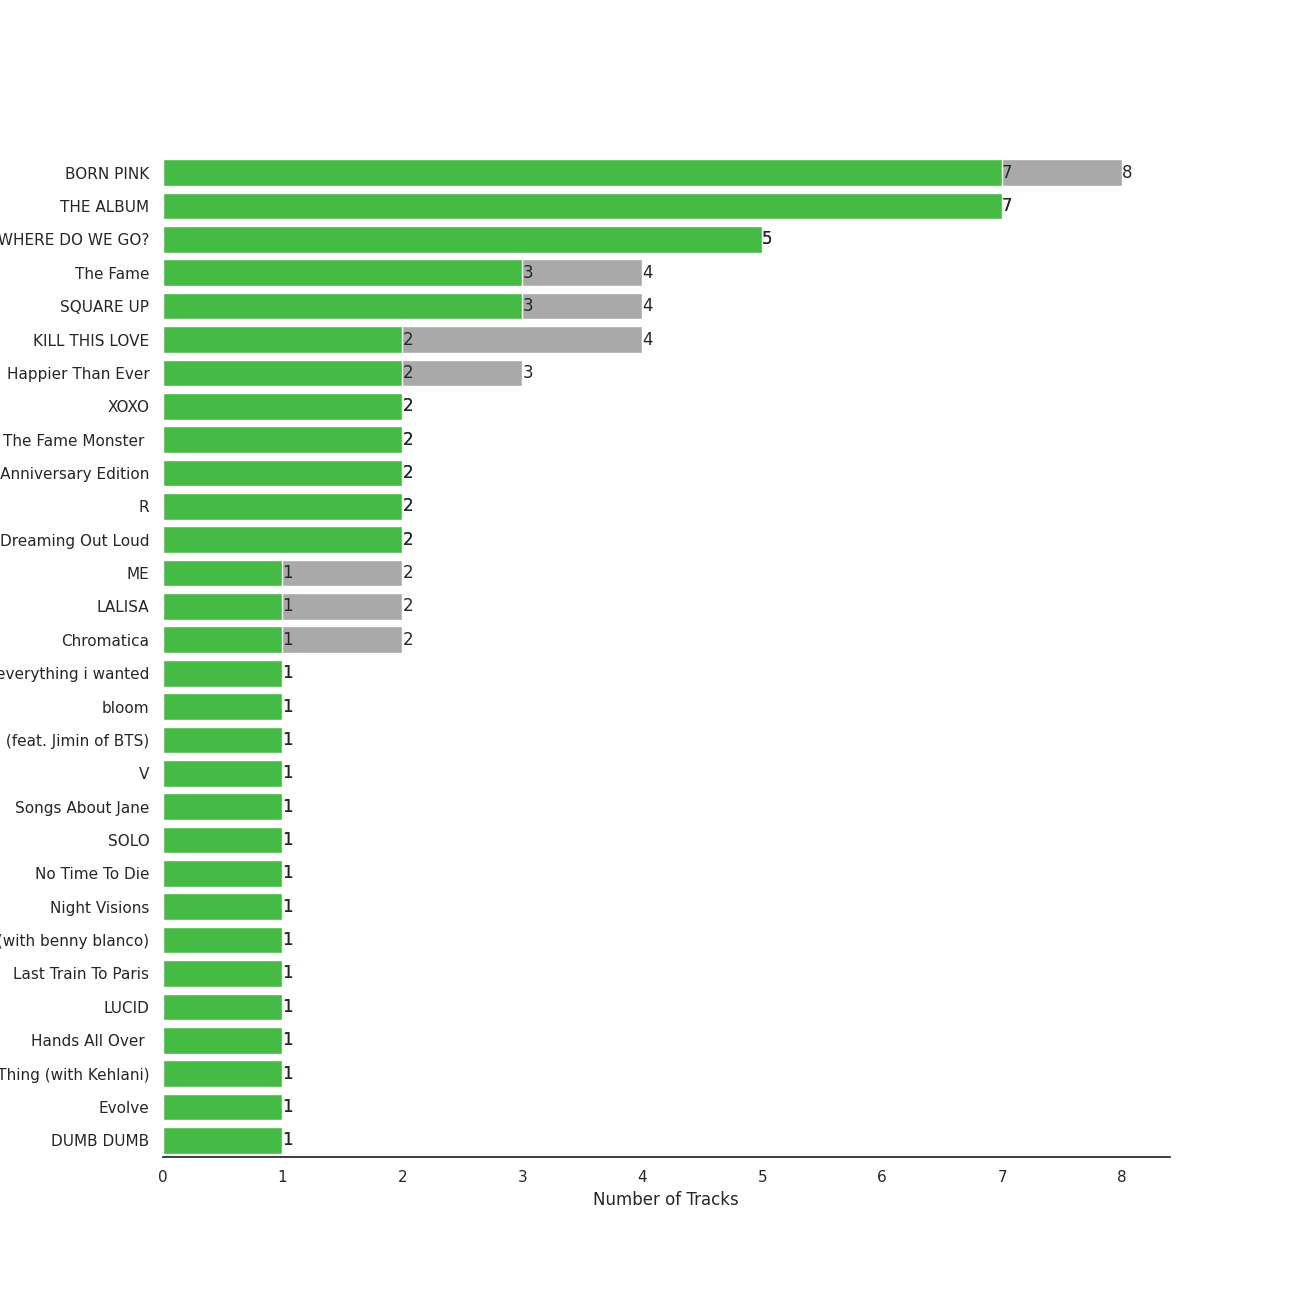 BORN PINK 7 8
THE ALBUM 7
WHERE DO WE GO? 5
The Fame 3 4
SQUARE UP 3 4
KILL THIS LOVE 2 4
Happier Than Ever 2 3
XOXO 2
The Fame Monster 2
Anniversary Edition 2
R 2
Dreaming Out Loud 2
ME 1 2
LALISA 1 2
Chromatica 1 2
everything i wanted 1
bloom 1
(feat. Jimin of BTS) 1
V 1
Songs About Jane 1
SOLO 1
No Time To Die 1
Night Visions 1
(with benny blanco) 1
Last Train To Paris 1
LUCID 1
Hands All Over 1
Thing (with Kehlani) 1
Evolve 1
DUMB DUMB 1
0 1 2 3 4 5 6 7 8
Number of Tracks